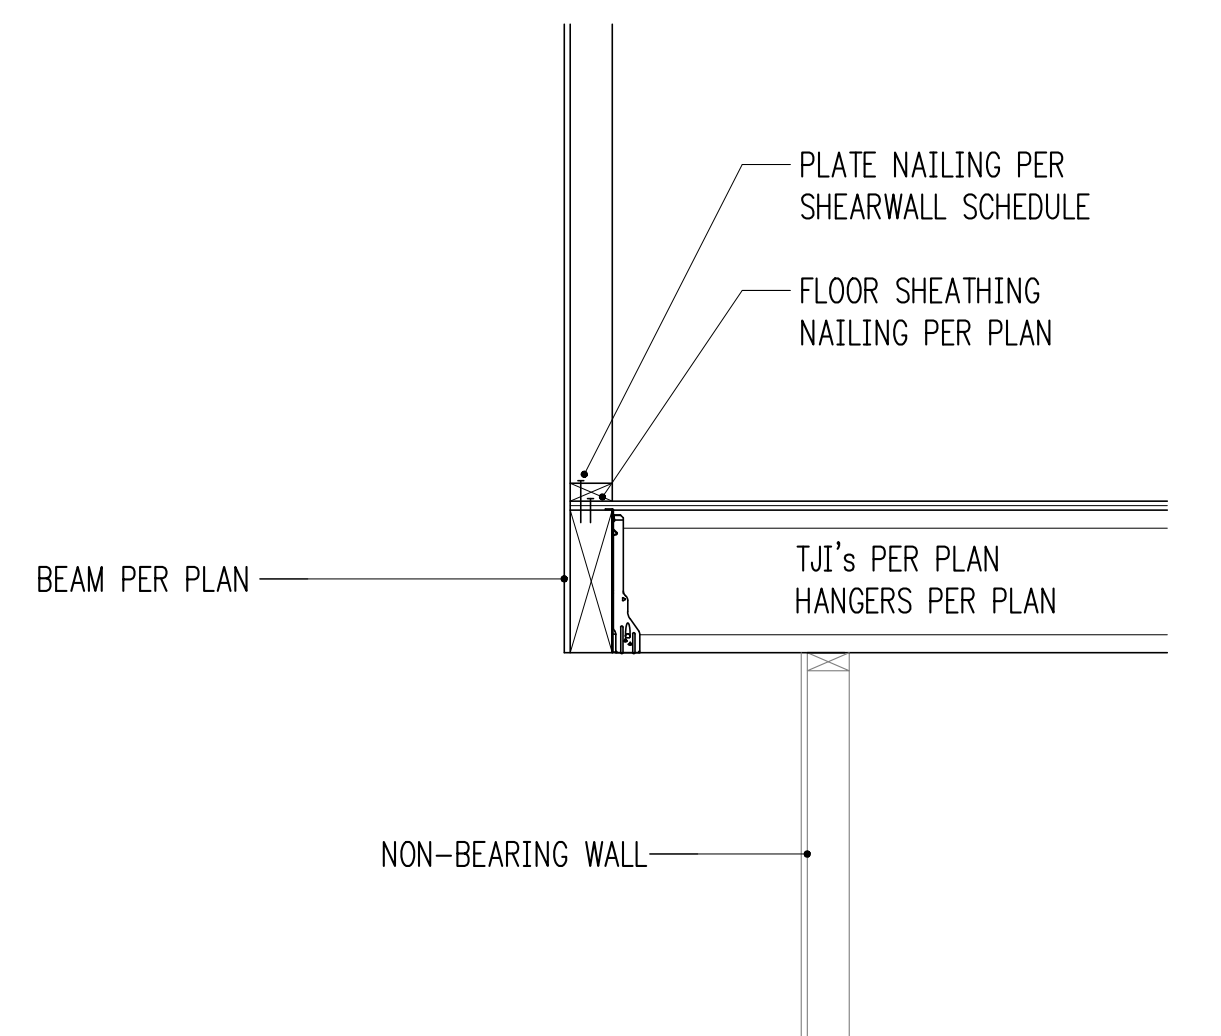 PLATE NAILING PER
SHEARWALL SCHEDULE
FLOOR SHEATHING
NAILING PER PLAN
TJI's PER PLAN
HANGERS PER PLAN
BEAM PER PLAN
NON-BEARING WALL